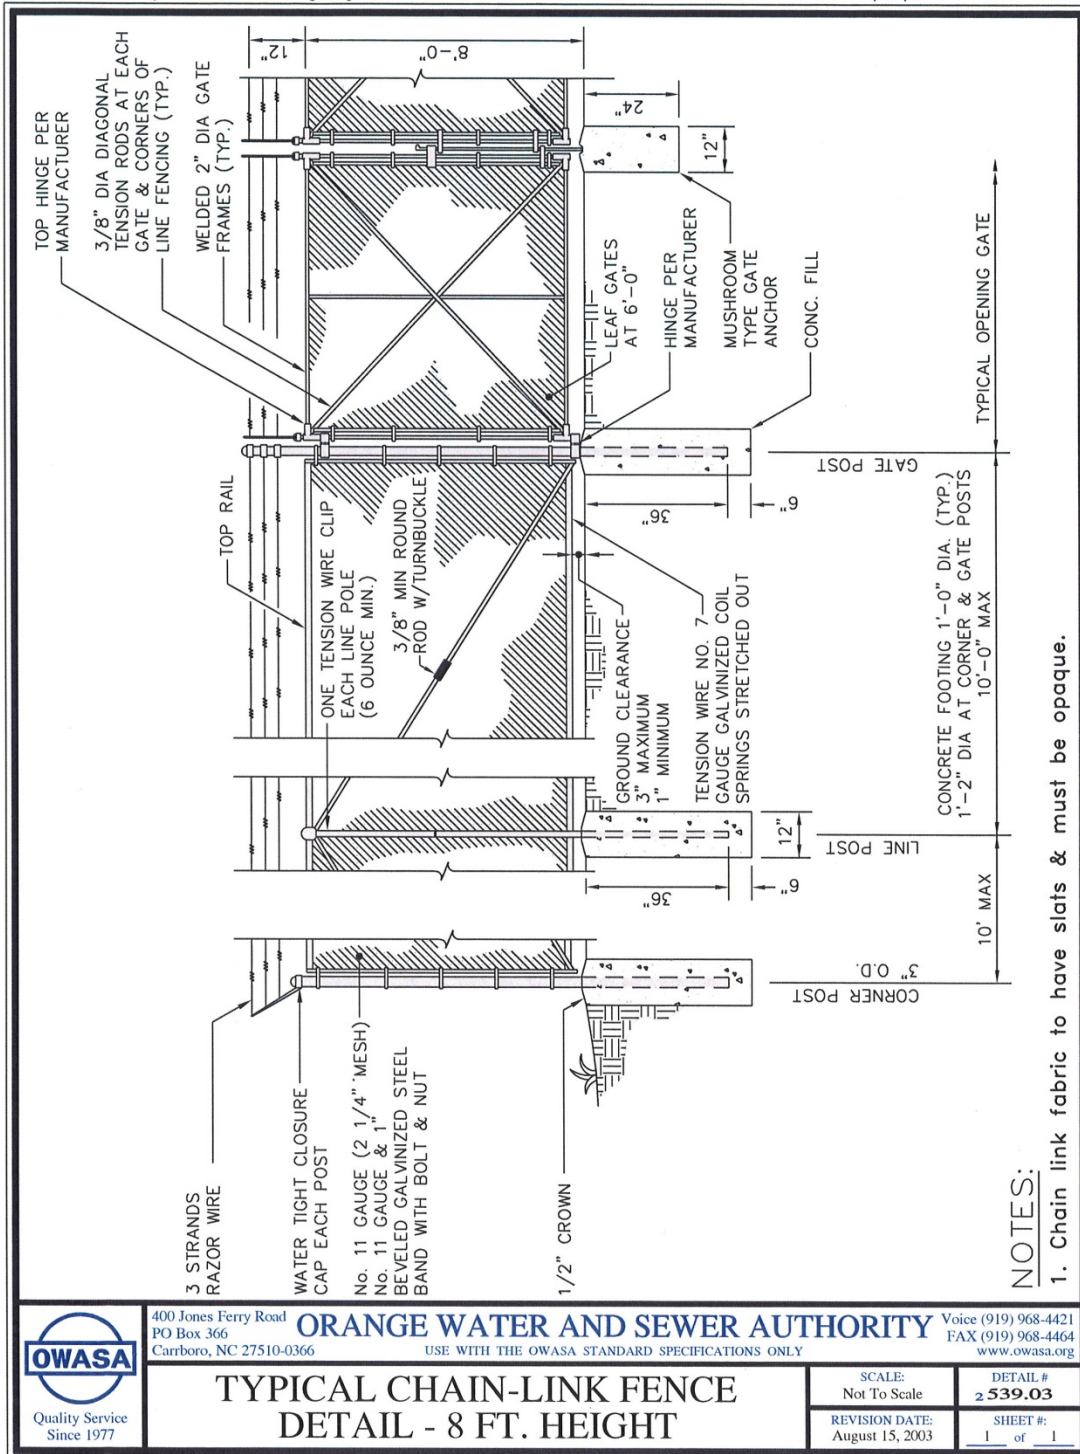 12"
8'-0"
24"
12"
TOP HINGE PER
MANUFACTURER
3/8" DIA DIAGONAL
TENSION RODS AT EACH
GATE & CORNERS OF
LINE FENCING (TYP.)
WELDED 2" DIA GATE
FRAMES (TYP.)
LEAF GATES
AT 6'-0"
HINGE PER
MANUFACTURER
MUSHROOM
TYPE GATE
ANCHOR
CONC. FILL
TYPICAL OPENING GATE
TOP RAIL
ONE TENSION WIRE CLIP
EACH LINE POLE
(6 OUNCE MIN.)
3/8" MIN ROUND
ROD W/TURNBUCKLE
GROUND CLEARANCE
3" MAXIMUM
1" MINIMUM
TENSION WIRE NO. 7
GAUGE GALVANIZED COIL
SPRINGS STRETCHED OUT
36"
6"
GATE POST
CONCRETE FOOTING 1'-0" DIA. (TYP.)
1'-2" DIA AT CORNER & GATE POSTS
10'-0" MAX
12"
LINE POST
36"
6"
10' MAX
3" O.D.
CORNER POST
3 STRANDS
RAZOR WIRE
WATER TIGHT CLOSURE
CAP EACH POST
No. 11 GAUGE (2 1/4" MESH)
No. 11 GAUGE & 1"
BEVELED GALVINIZED STEEL
BAND WITH BOLT & NUT
1/2" CROWN
NOTES:
1. Chain link fabric to have slats & must be opaque.
OWASA
Quality Service
Since 1977
400 Jones Ferry Road
PO Box 366
Carrboro, NC 27510-0366
ORANGE WATER AND SEWER AUTHORITY
USE WITH THE OWASA STANDARD SPECIFICATIONS ONLY
Voice (919) 968-4421
FAX (919) 968-4464
www.owasa.org
TYPICAL CHAIN-LINK FENCE
DETAIL - 8 FT. HEIGHT
SCALE:
Not To Scale
DETAIL #
2 539.03
REVISION DATE:
August 15, 2003
SHEET #:
1 of 1